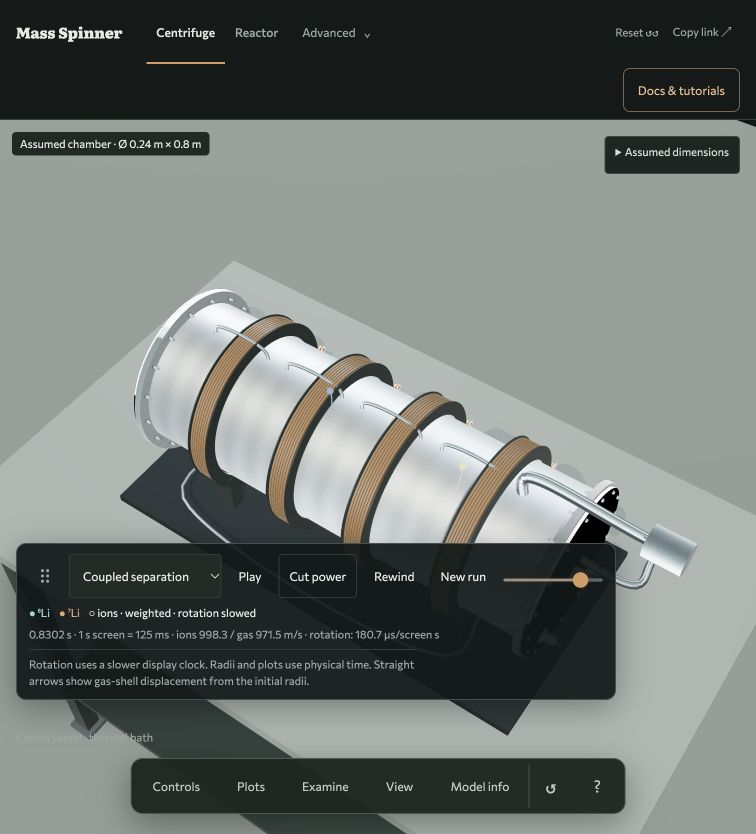 Mass Spinner
Centrifuge
Reactor
Advanced
Reset ↺↺
Copy link ↗
Docs & tutorials
Assumed chamber · Ø 0.24 m × 0.8 m
▶ Assumed dimensions
Coupled separation
Play
Cut power
Rewind
New run
● ⁶Li ● ⁷Li ○ ions · weighted · rotation slowed
0.8302 s · 1 s screen = 125 ms · ions 998.3 / gas 971.5 m/s · rotation: 180.7 µs/screen s
Rotation uses a slower display clock. Radii and plots use physical time. Straight
arrows show gas-shell displacement from the initial radii.
Closed vessel · thermal bath
Controls
Plots
Examine
View
Model info
↺
?